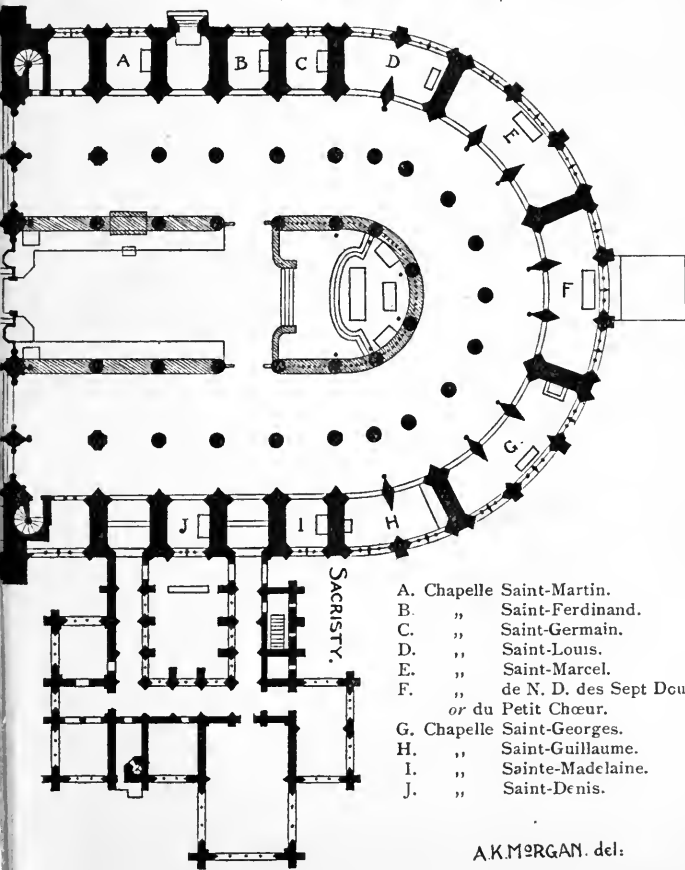 A
B
C
D
E
F
G
H
I
J
SACRISTY.
A. Chapelle Saint-Martin.
B. „ Saint-Ferdinand.
C. „ Saint-Germain.
D. „ Saint-Louis.
E. „ Saint-Marcel.
F. „ de N. D. des Sept Dou
or du Petit Chœur.
G. Chapelle Saint-Georges.
H. „ Saint-Guillaume.
I. „ Sainte-Madelaine.
J. „ Saint-Denis.
A.K.MORGAN. del: